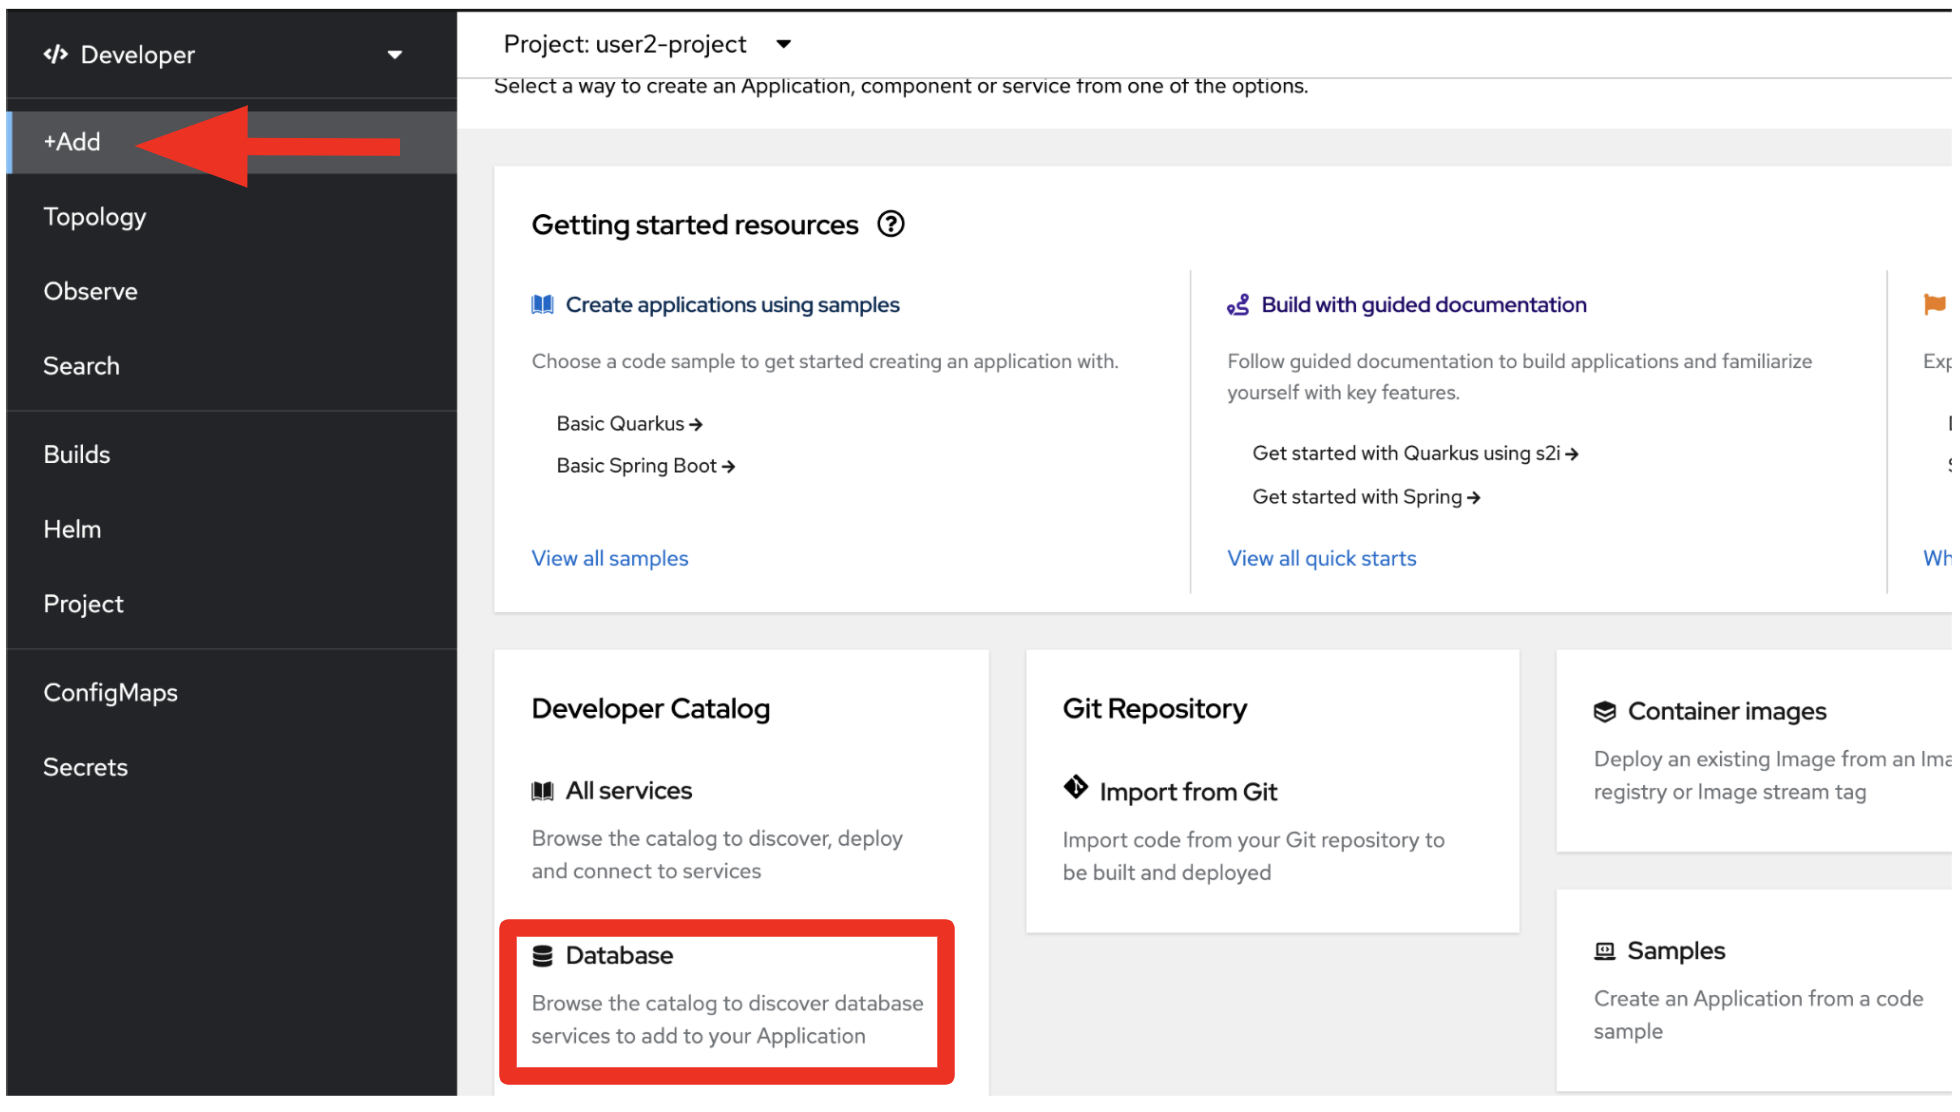 Developer
+Add
Topology
Observe
Search
Builds
Helm
Project
ConfigMaps
Secrets
Project: user2-project
Select a way to create an Application, component or service from one of the options.
Getting started resources
Create applications using samples
Choose a code sample to get started creating an application with.
Basic Quarkus
Basic Spring Boot
View all samples
Build with guided documentation
Follow guided documentation to build applications and familiarize
yourself with key features.
Get started with Quarkus using s2i
Get started with Spring
View all quick starts
Developer Catalog
All services
Browse the catalog to discover, deploy
and connect to services
Database
Browse the catalog to discover database
services to add to your Application
Git Repository
Import from Git
Import code from your Git repository to
be built and deployed
Container images
Deploy an existing Image from an
registry or Image stream tag
Samples
Create an Application from a code
sample